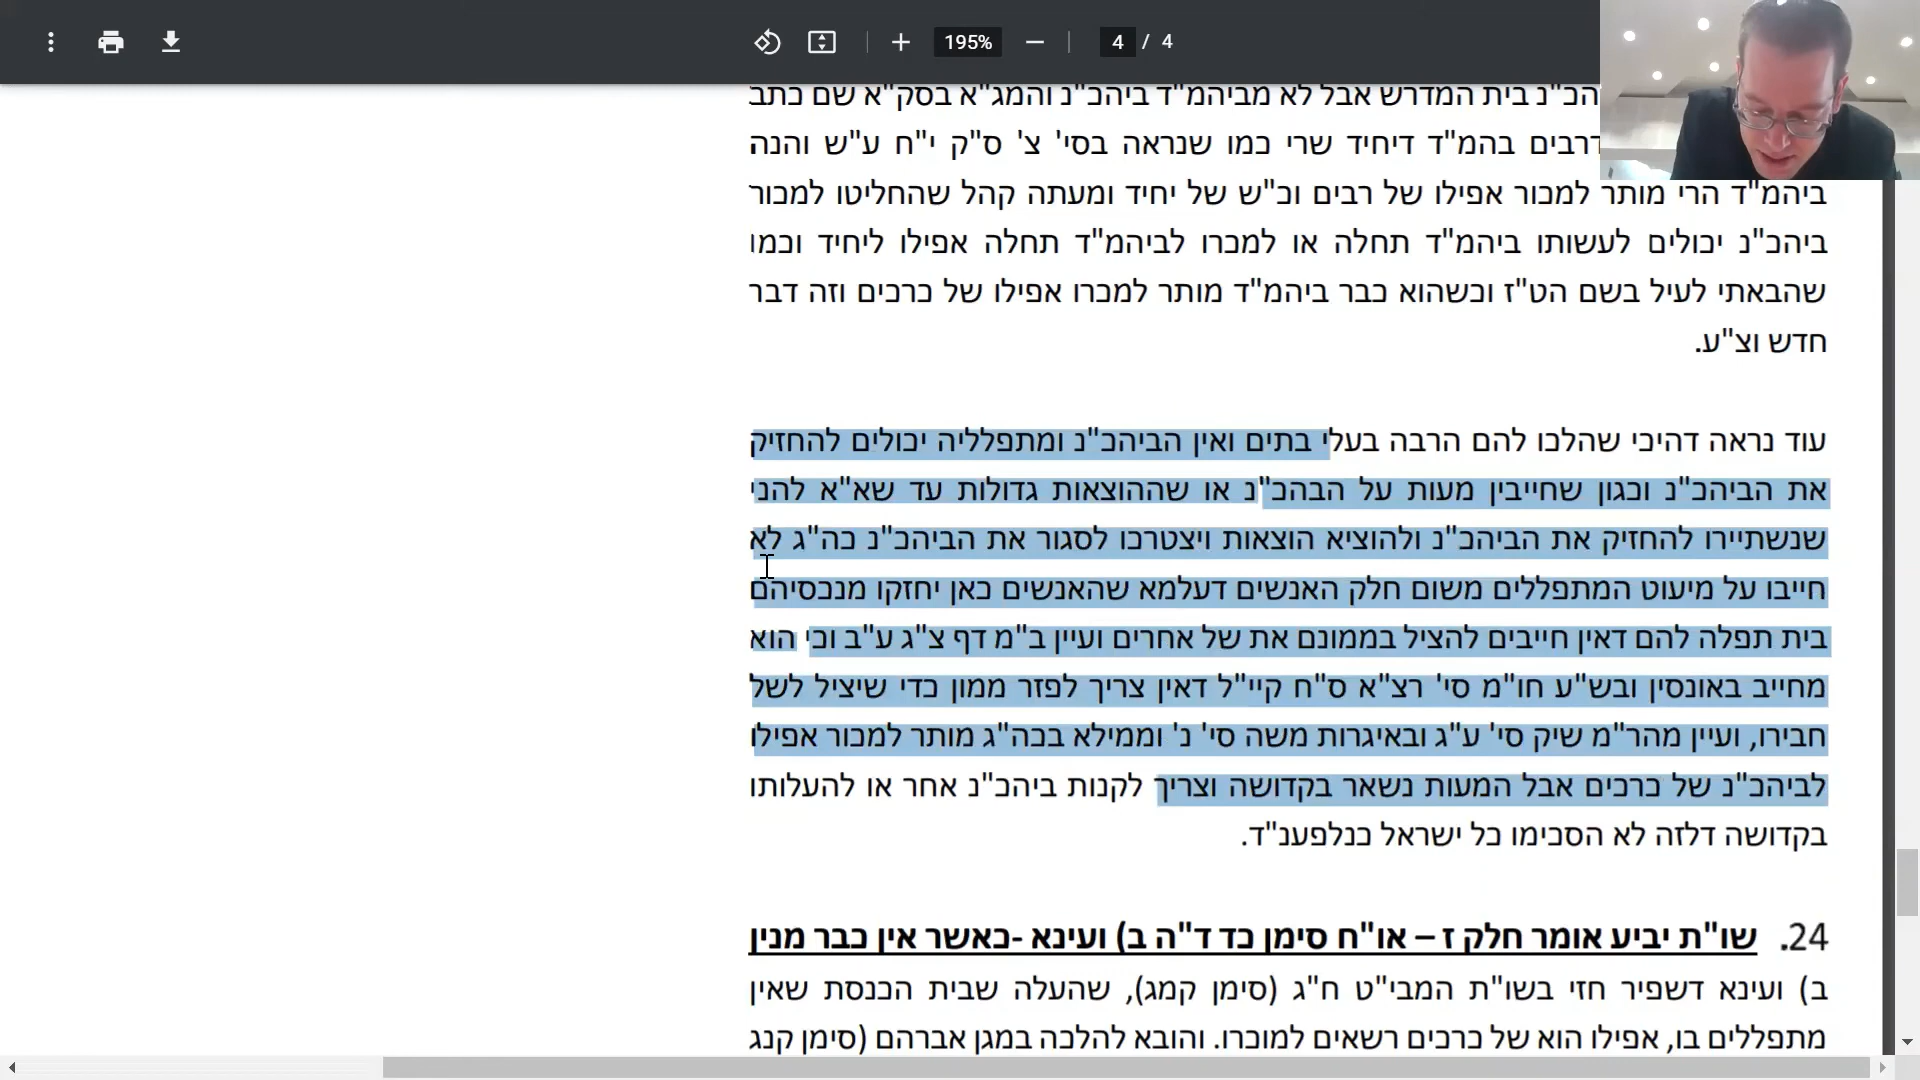 195%
4 / 4
הכ"נ בית המדרש אבל לא מביהמ"ד ביהכ"נ והמג"א בסק"א שם כתב
דרבים בהמ"ד דיחיד שרי כמו שנראה בסי' צ' ס"ק י"ח ע"ש והנה
ביהמ"ד הרי מותר למכור אפילו של רבים וכ"ש של יחיד ומעתה קהל שהחליטו למכור
ביהכ"נ יכולים לעשותו ביהמ"ד תחלה או למכרו לביהמ"ד תחלה אפילו ליחיד וכמו
שהבאתי לעיל בשם הט"ז וכשהוא כבר ביהמ"ד מותר למכרו אפילו של כרכים וזה דבר
חדש וצ"ע.
עוד נראה דהיכי שהלכו להם הרבה בעלי בתים ואין הביהכ"נ ומתפלליה יכולים להחזיק
את הביהכ"נ וכגון שחייבין מעות על הבהכ"נ או שההוצאות גדולות עד שא"א להני
שנשתיירו להחזיק את הביהכ"נ ולהוציא הוצאות ויצטרכו לסגור את הביהכ"נ כה"ג לא
חייבו על מיעוט המתפללים משום חלק האנשים דעלמא שהאנשים כאן יחזקו מנכסיהם
בית תפלה להם דאין חייבים להציל בממונם את של אחרים ועיין ב"מ דף צ"ג ע"ב וכי הוא
מחייב באונסין ובש"ע חו"מ סי' רצ"א ס"ח קיי"ל דאין צריך לפזר ממון כדי שיציל לשל
חבירו, ועיין מהר"מ שיק סי' ע"ג ובאיגרות משה סי' נ' וממילא בכה"ג מותר למכור אפילו
לביהכ"נ של כרכים אבל המעות נשאר בקדושה וצריך לקנות ביהכ"נ אחר או להעלותו
בקדושה דלזה לא הסכימו כל ישראל כנלפענ"ד.
24. שו"ת יביע אומר חלק ז – או"ח סימן כד ד"ה ב) ועינא -כאשר אין כבר מנין
ב) ועינא דשפיר חזי בשו"ת המבי"ט ח"ג (סימן קמג), שהעלה שבית הכנסת שאין
מתפללים בו, אפילו הוא של כרכים רשאים למוכרו. והובא להלכה במגן אברהם (סימן קנג